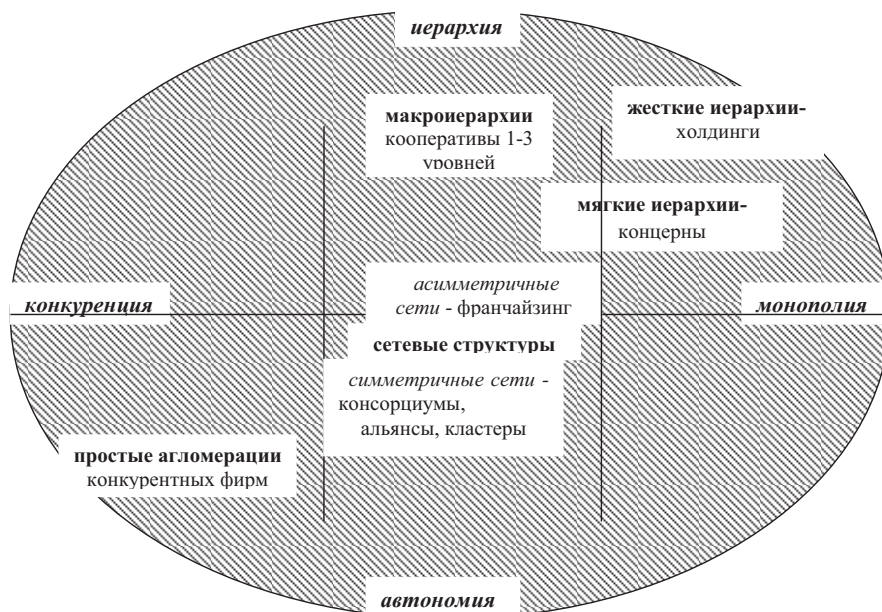 иерархия
макроиерархии
кооперативы 1-3
уровней
жесткие иерархии-
холдинги
мягкие иерархии-
концерны
асимметричные
сети - франчайзинг
конкуренция
монополия
сетевые структуры
симметричные сети -
консорциумы,
альянсы, кластеры
простые агломерации
конкурентных фирм
автономия